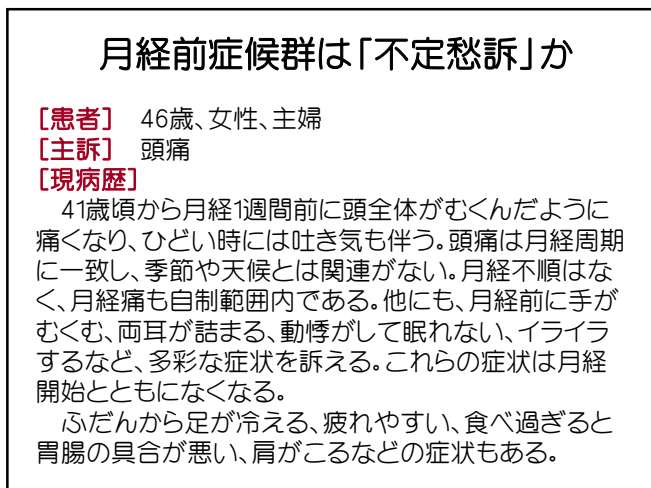 月経前症候群は「不定愁訴」か
[患者]　46歳、女性、主婦
[主訴]　頭痛
[現病歴]
　41歳頃から月経1週間前に頭全体がむくんだように
痛くなり、ひどい時には吐き気も伴う。頭痛は月経周期
に一致し、季節や天候とは関連がない。月経不順はな
く、月経痛も自制範囲内である。他にも、月経前に手が
むくむ、両耳が詰まる、動悸がして眠れない、イライラ
するなど、多彩な症状を訴える。これらの症状は月経
開始とともになくなる。
　ふだんから足が冷える、疲れやすい、食べ過ぎると
胃腸の具合が悪い、肩がこるなどの症状もある。